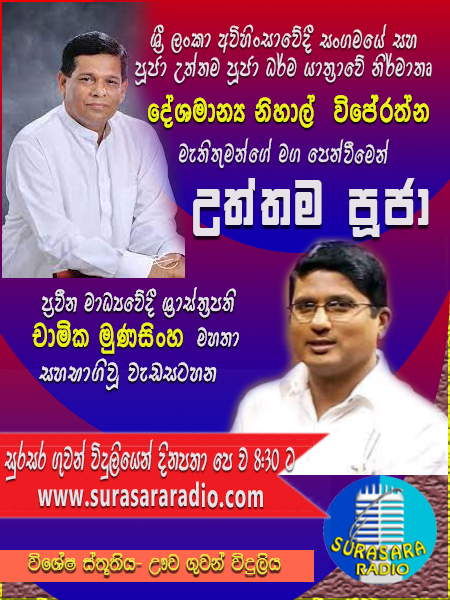 ශ්‍රී ලංකා අවිහිංසාවේදී සංගමයේ සහ
පූජා උත්තම පූජා ධර්ම යාත්‍රාවේ නිර්මාතෘ
දේශමාන්‍ය නිහාල් විජේරත්න
මැතිතුමන්ගේ මග පෙන්වීමෙන්
උත්තම පූජා
ප්‍රවීන මාධ්‍යවේදී ශාස්ත්‍රපති
චාමික මුණසිංහ මහතා
සහභාගිවූ වැඩසටහන
සුරසර ගුවන් විදුලියෙන් දිනපතා පෙ ව 8:30 ට
www.surasararadio.com
SURASARA
RADIO
විශේෂ ස්තූතිය- ඌව ගුවන් විදුලිය